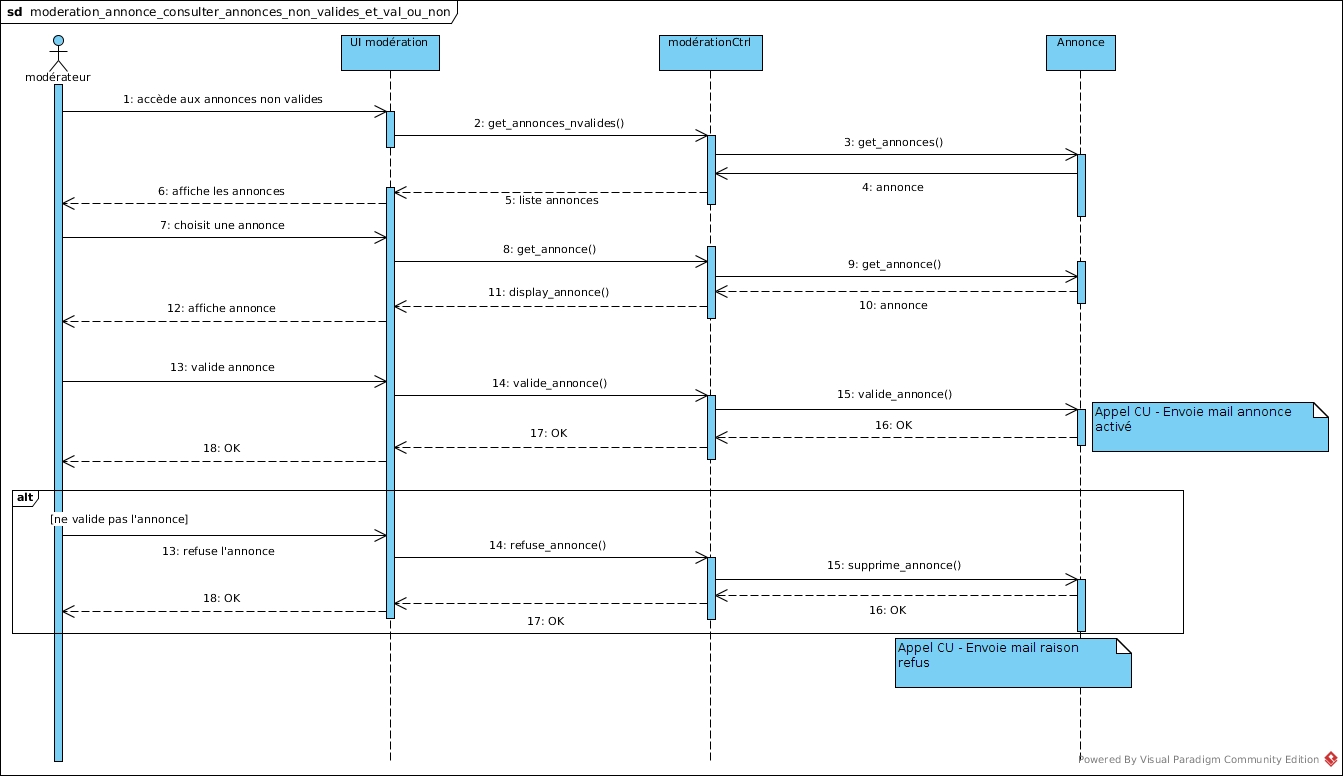 sd moderation_annonce_consulter_annonces_non_valides_et_val_ou_non
modérateur
UI modération
modérationCtrl
Annonce
1: accède aux annonces non valides
2: get_annonces_nvalides()
3: get_annonces()
4: annonce
5: liste annonces
6: affiche les annonces
7: choisit une annonce
8: get_annonce()
9: get_annonce()
10: annonce
11: display_annonce()
12: affiche annonce
13: valide annonce
14: valide_annonce()
15: valide_annonce()
Appel CU - Envoie mail annonce
activé
16: OK
17: OK
18: OK
alt
[ne valide pas l'annonce]
13: refuse l'annonce
14: refuse_annonce()
15: supprime_annonce()
16: OK
17: OK
18: OK
Appel CU - Envoie mail raison
refus
Powered By Visual Paradigm Community Edition